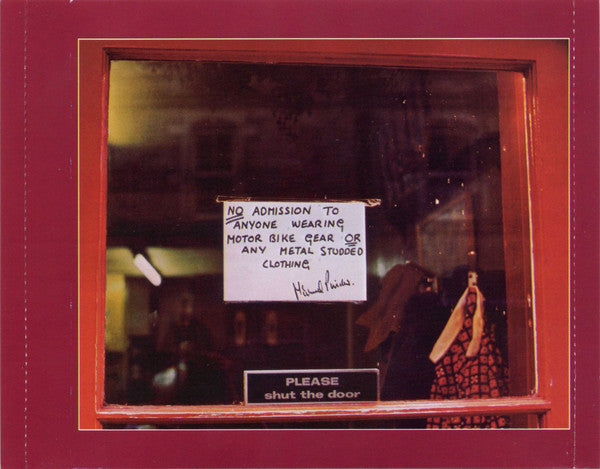 NO ADMISSION TO
ANYONE WEARING
MOTOR BIKE GEAR OR
ANY METAL STUDDED
CLOTHING
PLEASE
shut the door